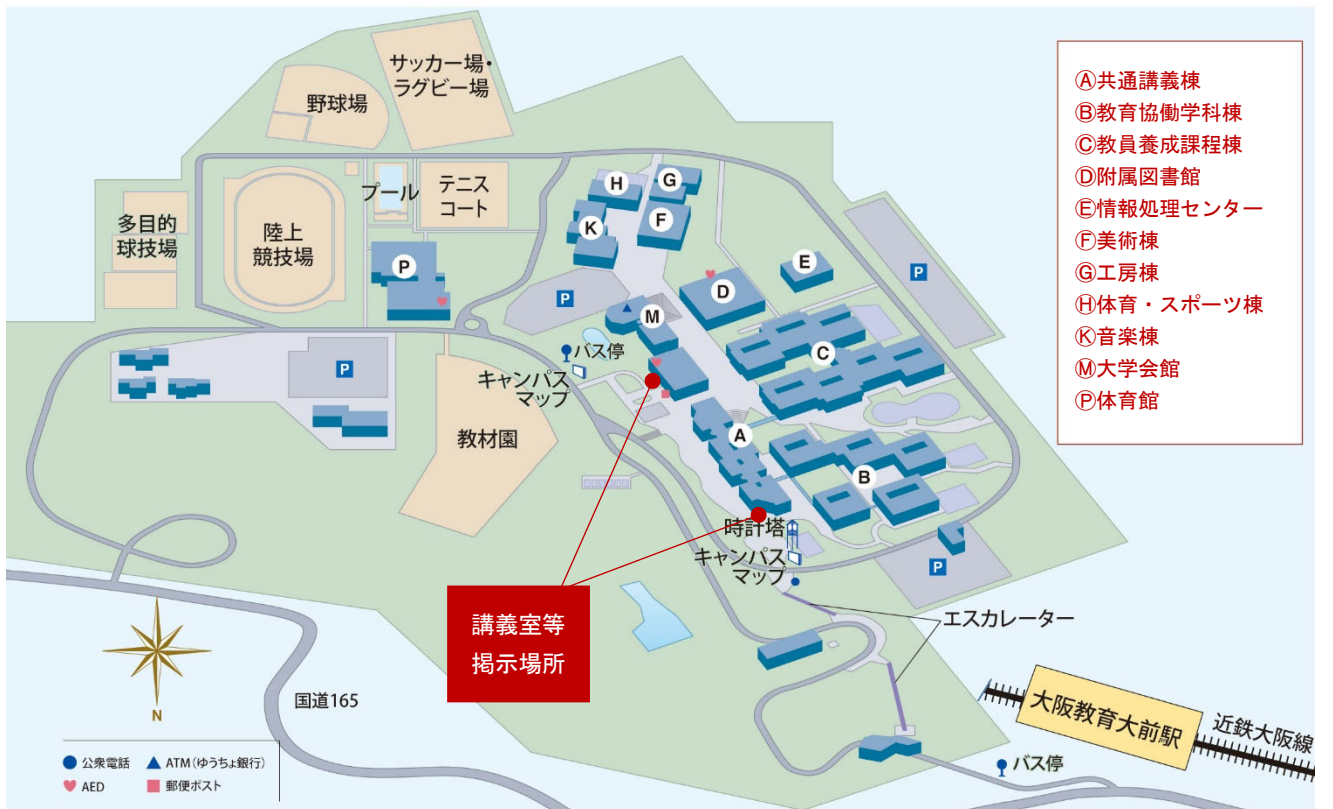 サッカー場・
ラグビー場
野球場
プール
テニス
コート
多目的
球技場
陸上
競技場
P
H
G
K
F
E
D
P
P
M
C
バス停
キャンパス
マップ
P
教材園
A
B
時計塔
キャンパス
マップ
P
講義室等
掲示場所
エスカレーター
大阪教育大前駅
近鉄大阪線
バス停
国道165
N
公衆電話
ATM(ゆうちょ銀行)
AED
郵便ポスト
Ⓐ共通講義棟
Ⓑ教育協働学科棟
Ⓒ教員養成課程棟
Ⓓ附属図書館
Ⓔ情報処理センター
Ⓕ美術棟
Ⓖ工房棟
Ⓗ体育・スポーツ棟
Ⓚ音楽棟
Ⓜ大学会館
Ⓟ体育館